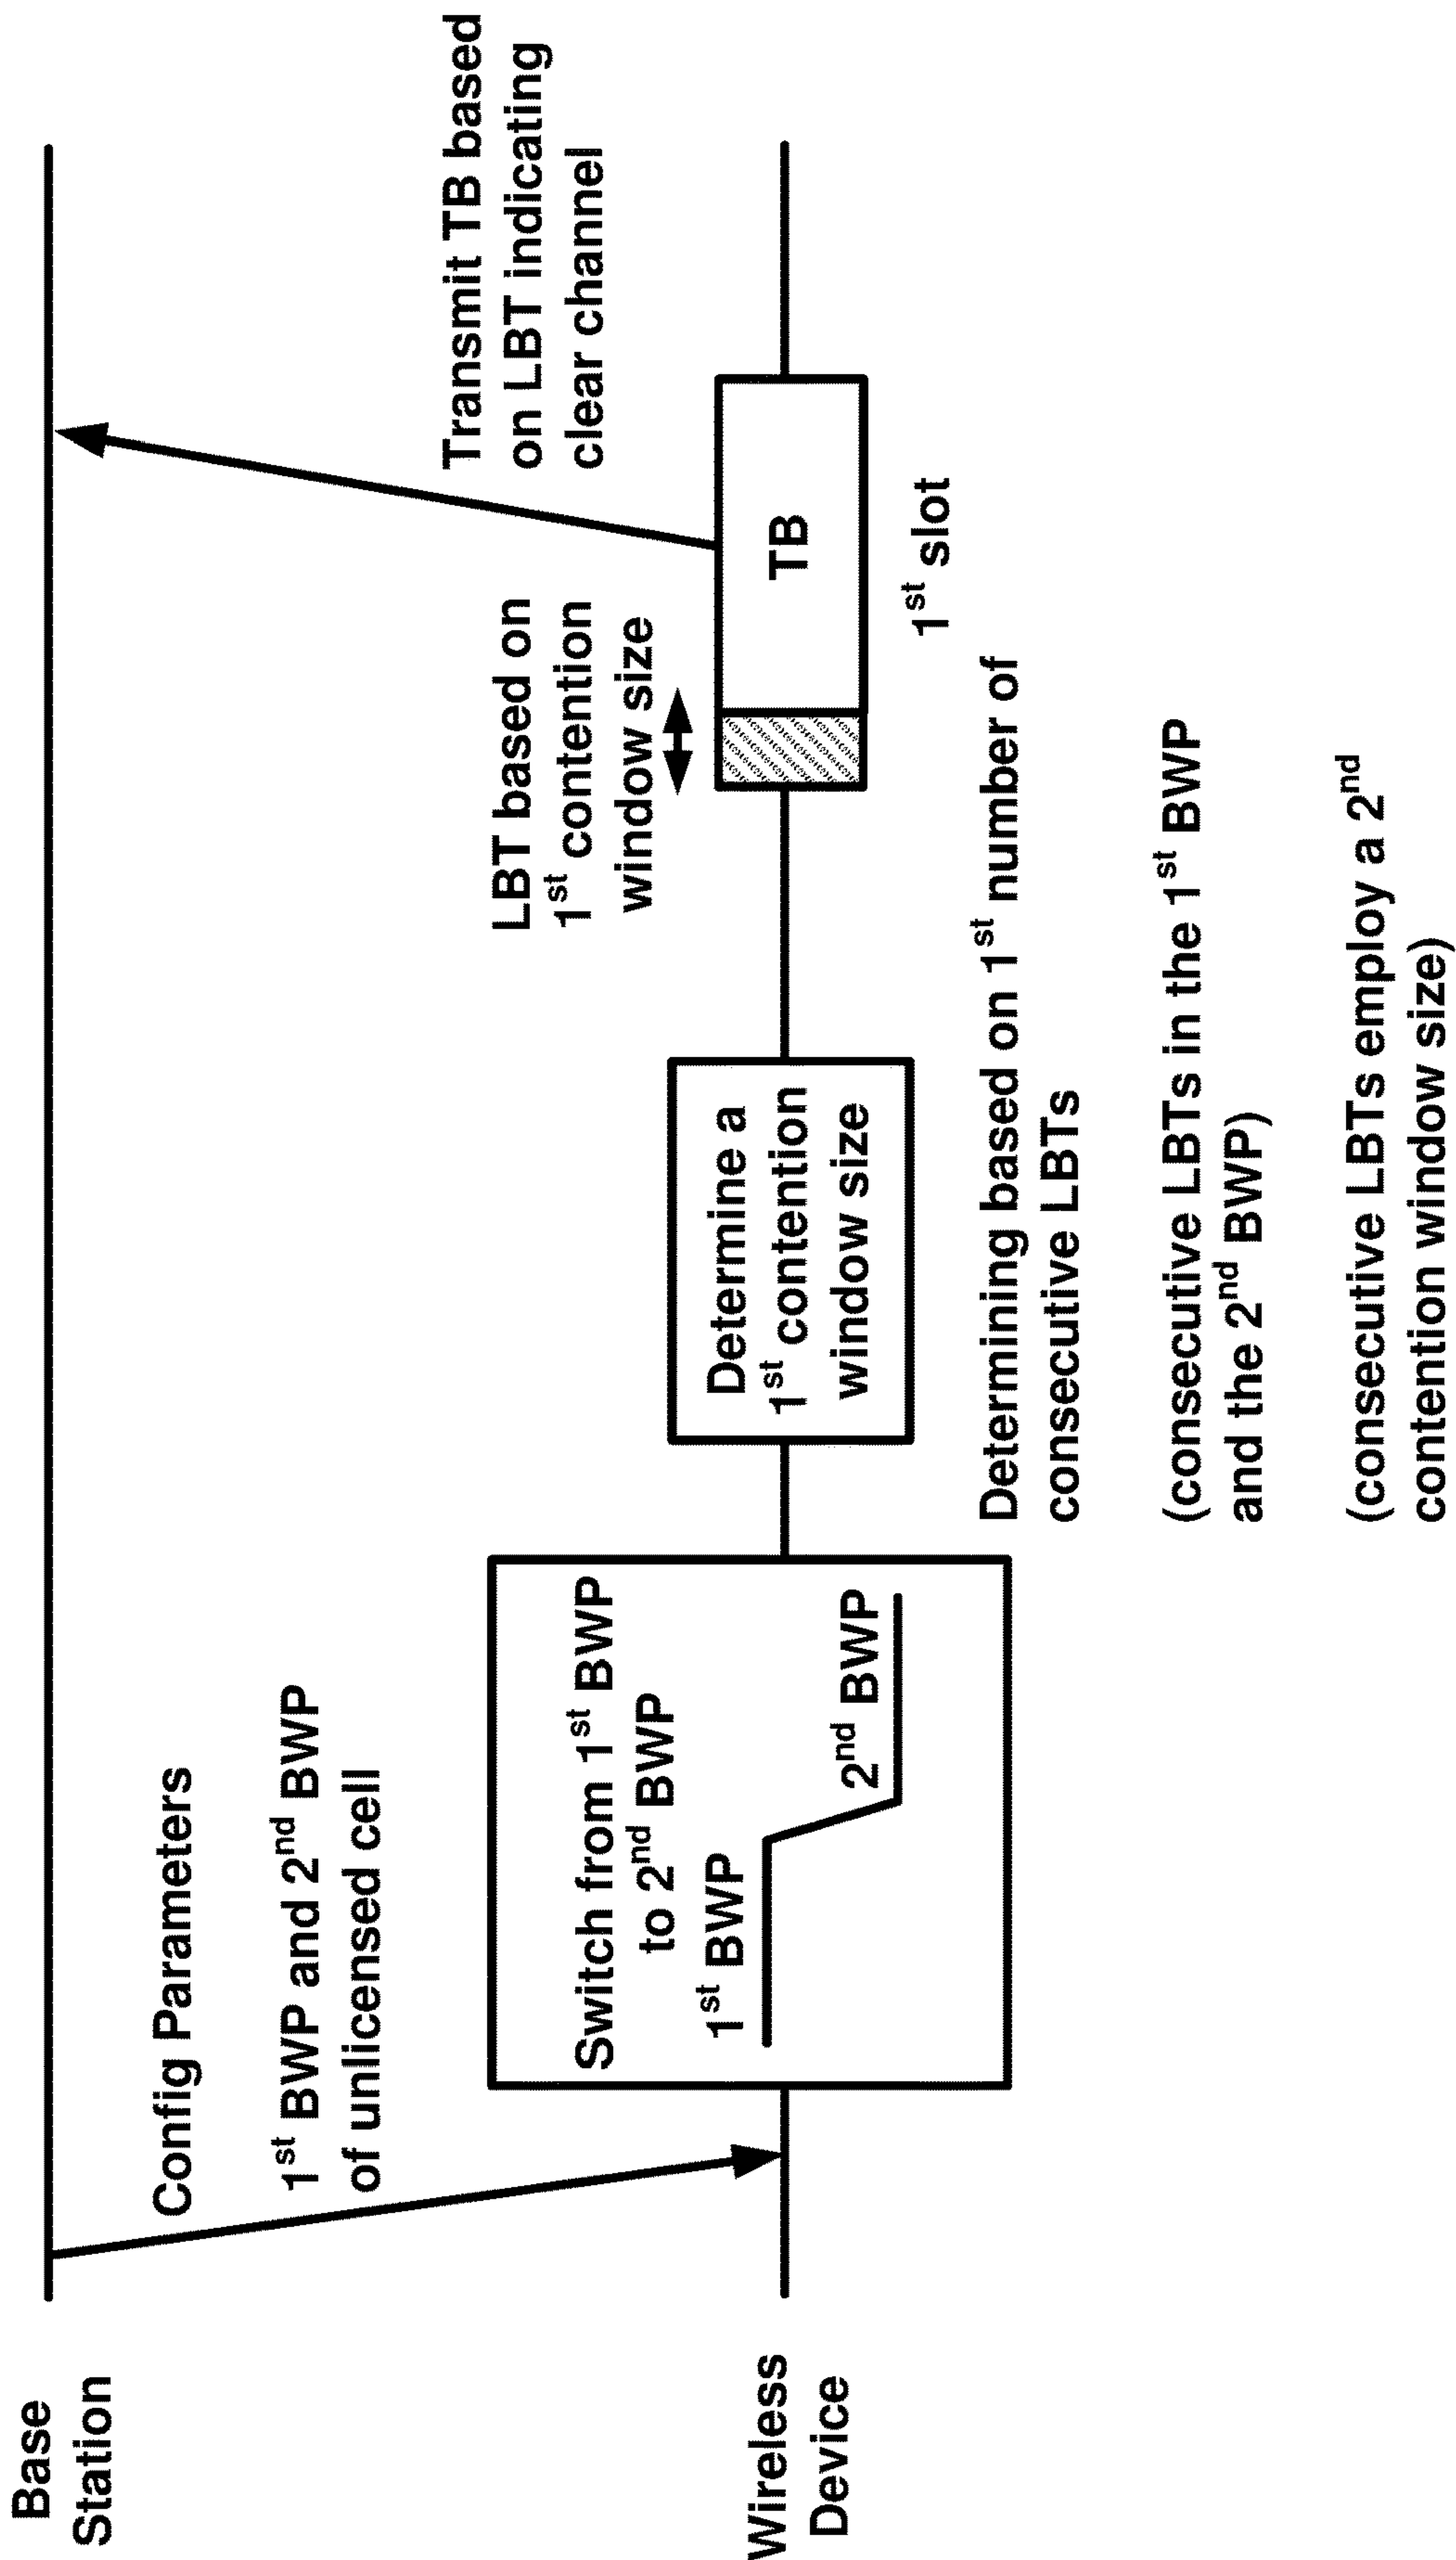 Base
Station
Config Parameters
1st BWP and 2nd BWP
of unlicensed cell
Transmit TB based
on LBT indicating
clear channel
LBT based on
1st contention
window size
Wireless
Device
Switch from 1st BWP
to 2nd BWP
1st BWP
2nd BWP
Determine a
1st contention
window size
TB
1st slot
Determining based on 1st number of
consecutive LBTs
(consecutive LBTs in the 1st BWP
and the 2nd BWP)
(consecutive LBTs employ a 2nd
contention window size)